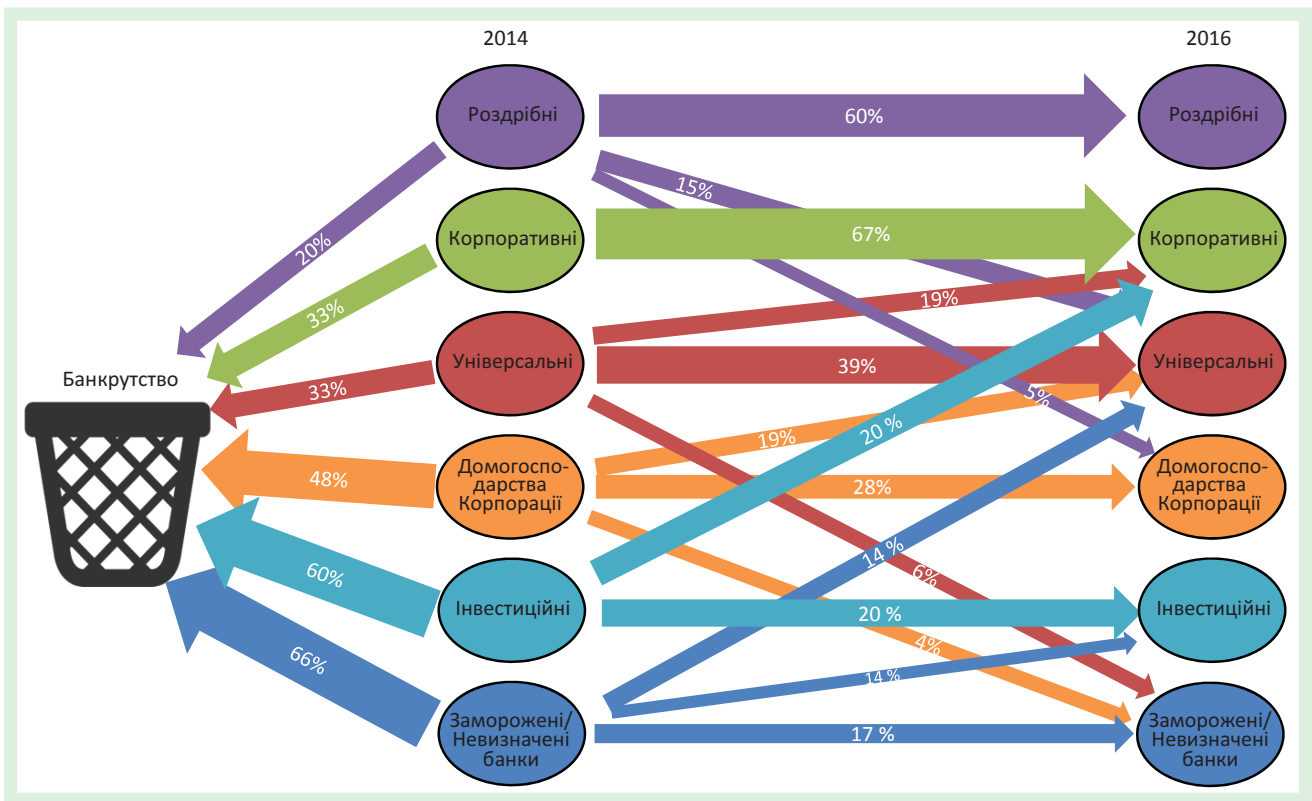 2014
2016
Роздрібні
60%
Роздрібні
15%
20%
Корпоративні
67%
Корпоративні
33%
19%
Універсальні
39%
Універсальні
Банкрутство
33%
5%
20 %
19%
Домогоспо-
дарства
Корпорації
48%
28%
Домогоспо-
дарства
Корпорації
14 %
60%
6%
Інвестиційні
20 %
Інвестиційні
4%
66%
14 %
Заморожені/
Невизначені
банки
17 %
Заморожені/
Невизначені
банки